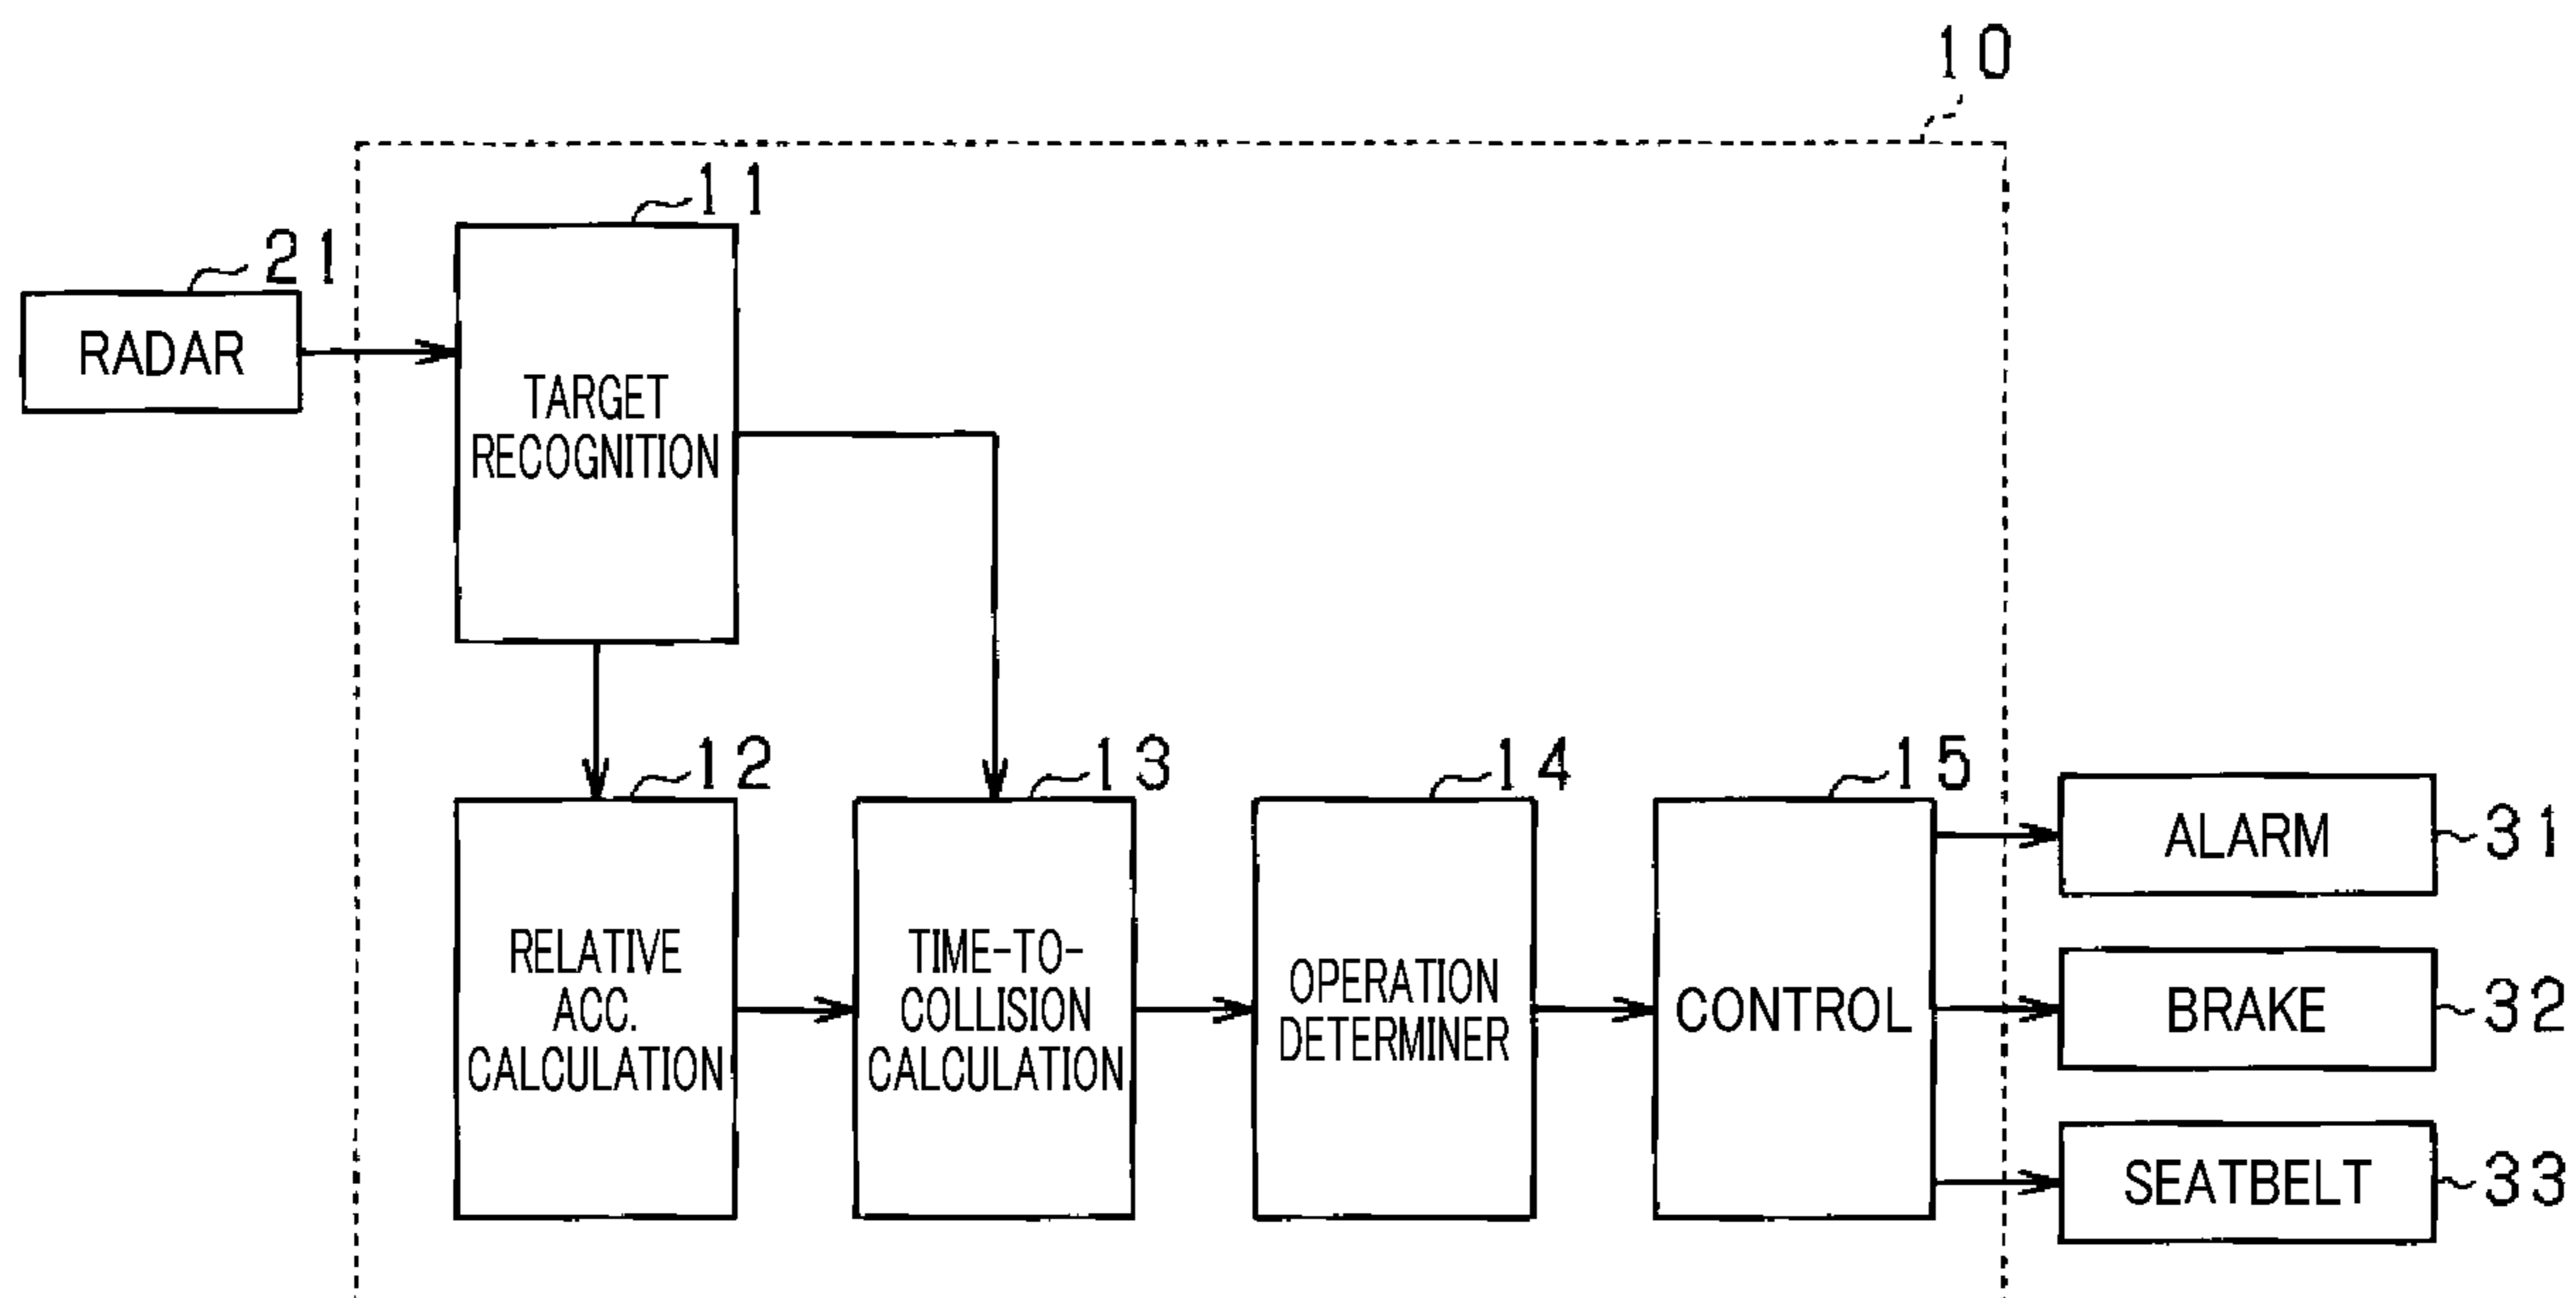 10
11
21
RADAR
TARGET
RECOGNITION
12
13
14
15
RELATIVE
ACC.
CALCULATION
TIME-TO-
COLLISION
CALCULATION
OPERATION
DETERMINER
CONTROL
ALARM
31
BRAKE
32
SEATBELT
33